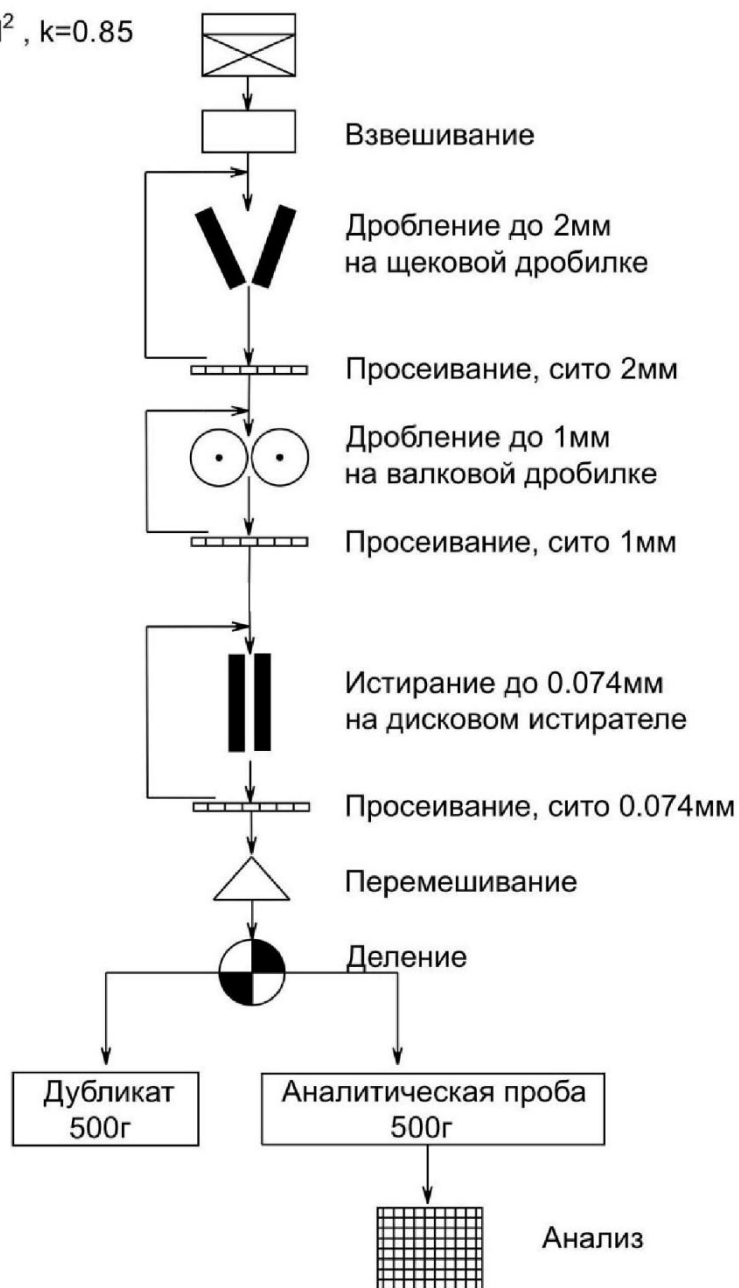 ² , k=0.85
Взвешивание
Дробление до 2мм
на щековой дробилке
Просеивание, сито 2мм
Дробление до 1мм
на валковой дробилке
Просеивание, сито 1мм
Истирание до 0.074мм
на дисковом истирателе
Просеивание, сито 0.074мм
Перемешивание
Деление
Дубликат
500г
Аналитическая проба
500г
Анализ